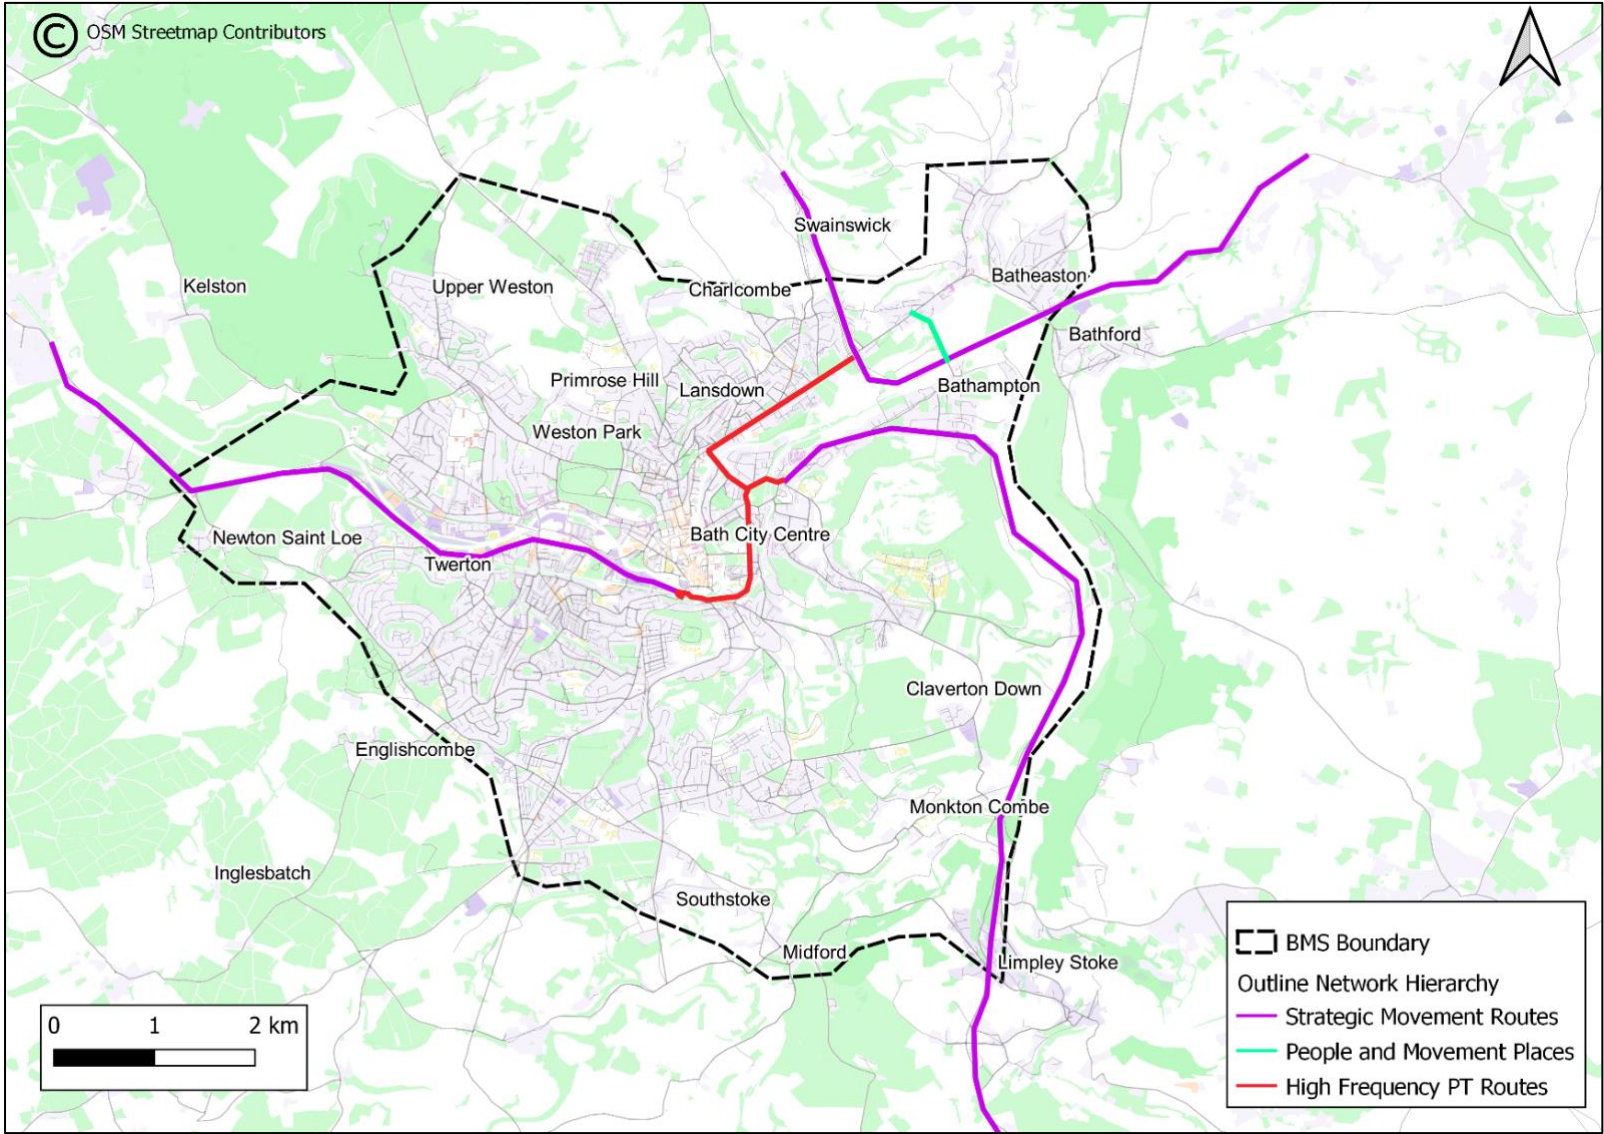 © OSM Streetmap Contributors
Swainswick
Batheaston
Kelston
Upper Weston
Charlcombe
Bathford
Primrose Hill
Lansdown
Bathampton
Weston Park
Newton Saint Loe
Bath City Centre
Twerton
Claverton Down
Englishcombe
Monkton Combe
Inglesbatch
Southstoke
Midford
Limpley Stoke
BMS Boundary
Outline Network Hierarchy
Strategic Movement Routes
People and Movement Places
High Frequency PT Routes
0 1 2 km